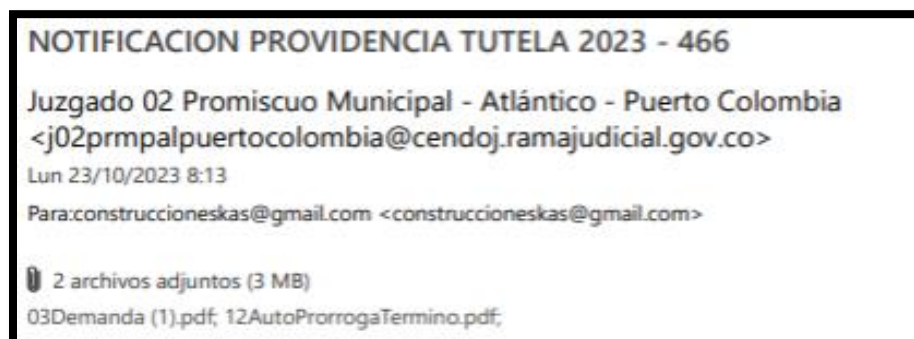 NOTIFICACION PROVIDENCIA TUTELA 2023 - 466
Juzgado 02 Promiscuo Municipal - Atlántico - Puerto Colombia
<j02prmpalpuertocolombia@cendoj.ramajudicial.gov.co>
Lun 23/10/2023 8:13
Para:construccioneskas@gmail.com <construccioneskas@gmail.com>
2 archivos adjuntos (3 MB)
03Demanda (1).pdf; 12AutoProrrogaTermino.pdf;